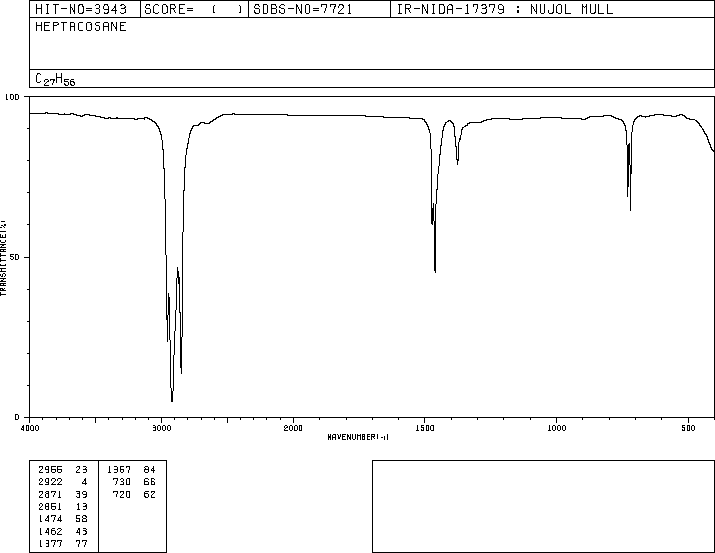 HIT-NO=3943 SCORE= ( ) SDBS-NO=7721 IR-NIDA-17379 : NUJOL MULL
HEPTACOSANE
C27H56
100
TRANSMITTANCE(%)
50
0
4000 3000 2000 1500 1000 500
WAVENUMBER(-1)
2956 23 1367 84
2922 4 730 66
2871 39 720 62
2851 13
1474 58
1462 43
1377 77